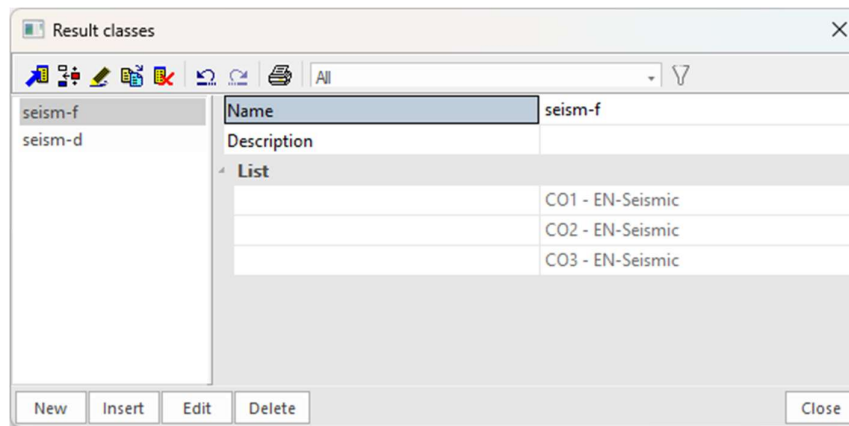 Result classes
All
seism-f
seism-d
Name seism-f
Description
List
CO1 - EN-Seismic
CO2 - EN-Seismic
CO3 - EN-Seismic
New Insert Edit Delete Close